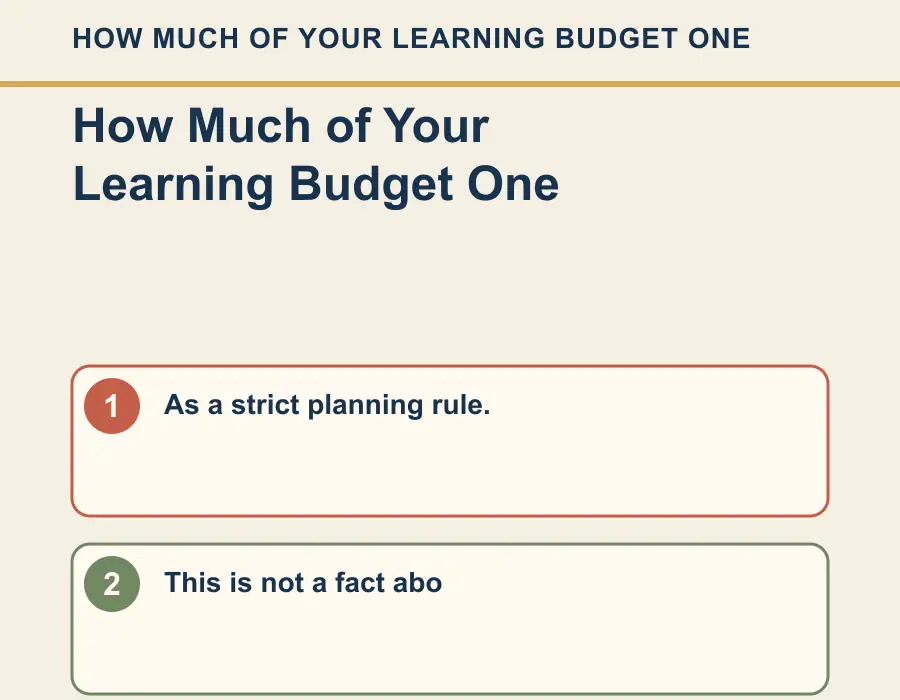 HOW MUCH OF YOUR LEARNING BUDGET ONE
How Much of Your
Learning Budget One
1
As a strict planning rule.
2
This is not a fact abo